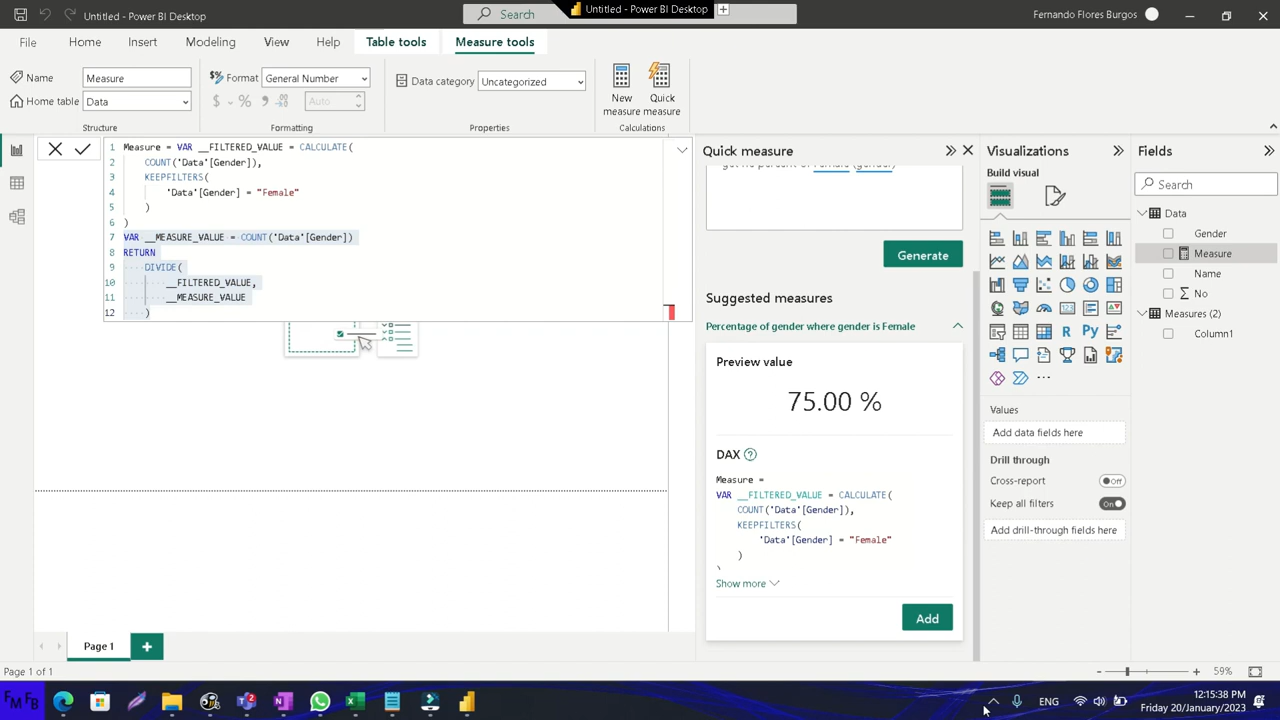 Untitled - Power BI Desktop
Search
Untitled - Power BI Desktop
Fernando Flores Burgos
File
Home
Insert
Modeling
View
Help
Table tools
Measure tools
Name
Measure
Home table
Data
Structure
Format
General Number
$
%
Auto
Formatting
Data category
Uncategorized
Properties
New measure
Quick measure
Calculations
1 Measure = VAR __FILTERED_VALUE = CALCULATE(
2 COUNT('Data'[Gender]),
3 KEEPFILTERS(
4 'Data'[Gender] = "Female"
5 )
6 )
7 VAR __MEASURE_VALUE = COUNT('Data'[Gender])
8 RETURN
9 DIVIDE(
10 __FILTERED_VALUE,
11 __MEASURE_VALUE
12 )
Quick measure
Generate
Suggested measures
Percentage of gender where gender is Female
Preview value
75.00 %
DAX
Measure =
VAR __FILTERED_VALUE = CALCULATE(
COUNT('Data'[Gender]),
KEEPFILTERS(
'Data'[Gender] = "Female"
)
Show more
Add
Visualizations
Build visual
R
Py
Values
Add data fields here
Drill through
Cross-report
Off
Keep all filters
On
Add drill-through fields here
Fields
Search
Data
Gender
Measure
Name
No
Measures (2)
Column1
Page 1
Page 1 of 1
59%
ENG
12:15:38 PM
Friday 20/January/2023